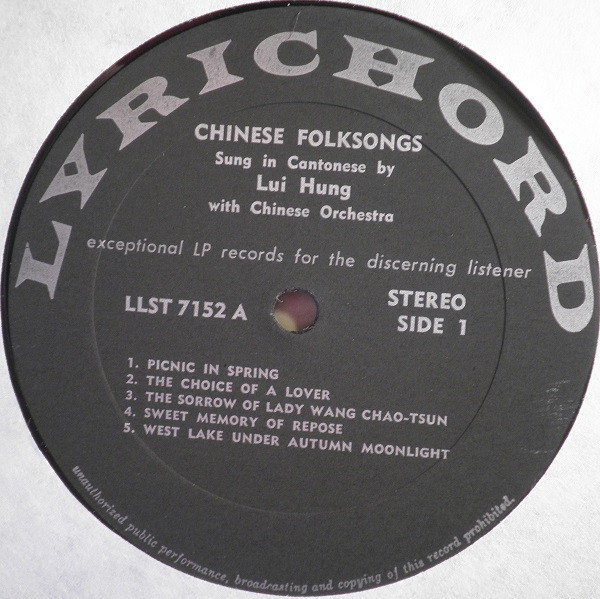 LYRICHORD
CHINESE FOLKSONGS
Sung in Cantonese by
Lui Hung
with Chinese Orchestra
exceptional LP records for the discerning listener
LLST 7152 A
STEREO
SIDE 1
1. PICNIC IN SPRING
2. THE CHOICE OF A LOVER
3. THE SORROW OF LADY WANG CHAO-TSUN
4. SWEET MEMORY OF REPOSE
5. WEST LAKE UNDER AUTUMN MOONLIGHT
unauthorized public performance, broadcasting and copying of this record prohibited.